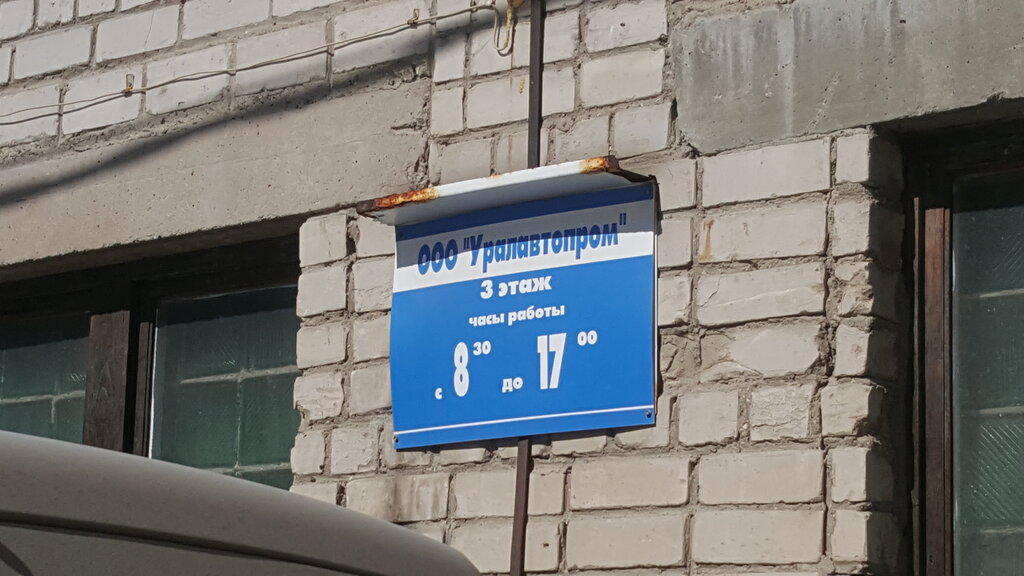 ООО "Уралавтопром"
3 этаж
часы работы
с 8 30 до 17 00